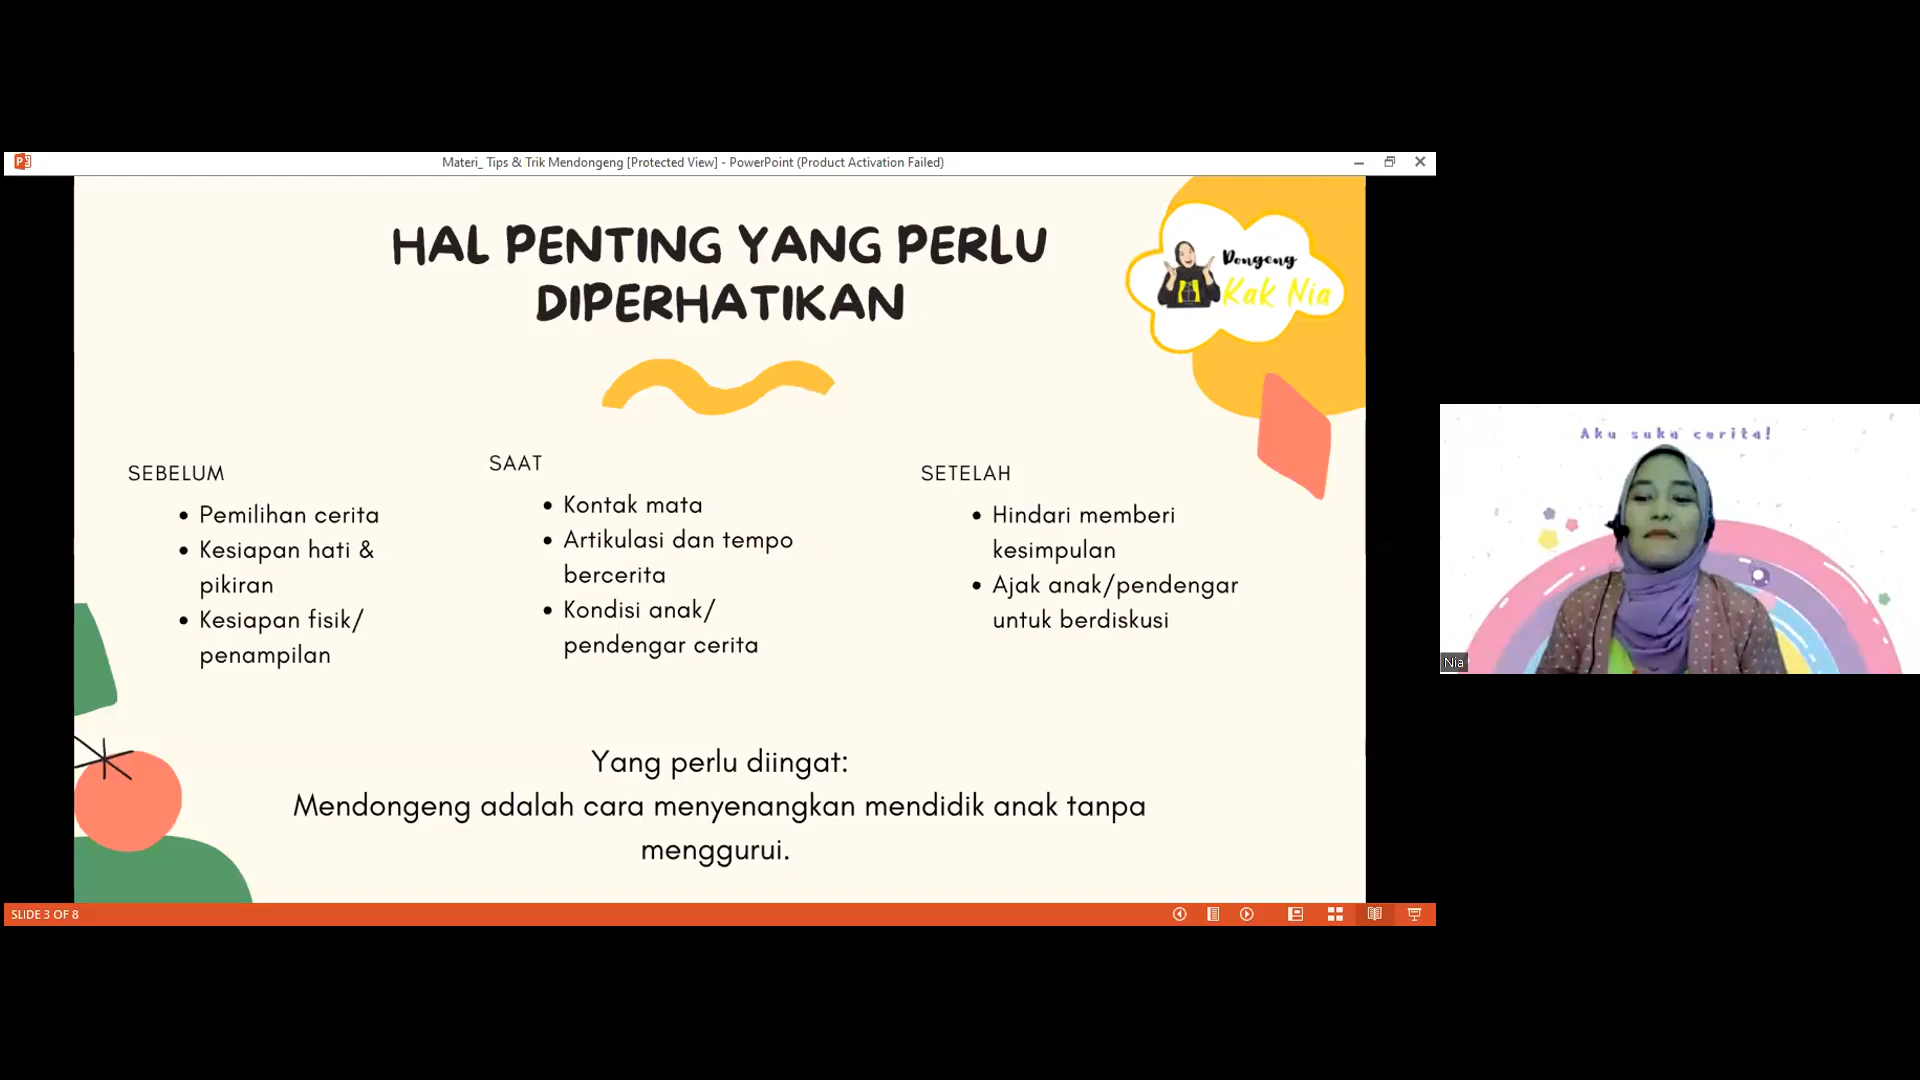 Materi_ Tips & Trik Mendongeng [Protected View] - PowerPoint (Product Activation Failed)
HAL PENTING YANG PERLU
DIPERHATIKAN
Dongeng
Kak Nia
SEBELUM
• Pemilihan cerita
• Kesiapan hati &
pikiran
• Kesiapan fisik/
penampilan
SAAT
• Kontak mata
• Artikulasi dan tempo
bercerita
• Kondisi anak/
pendengar cerita
SETELAH
• Hindari memberi
kesimpulan
• Ajak anak/pendengar
untuk berdiskusi
Yang perlu diingat:
Mendongeng adalah cara menyenangkan mendidik anak tanpa
menggurui.
SLIDE 3 OF 8
Aku suka cerita!
Nia